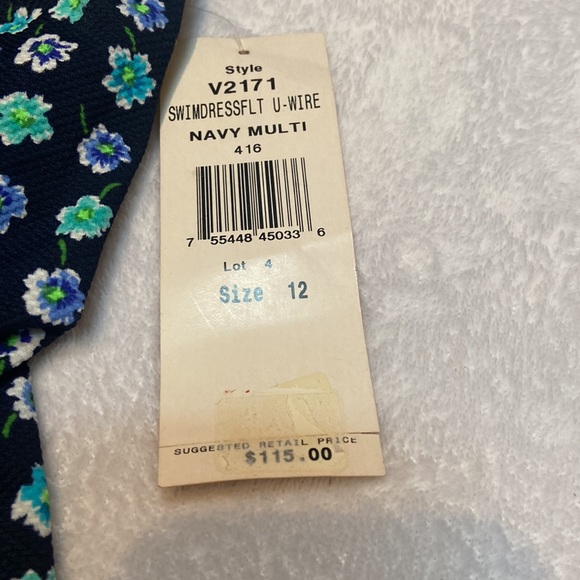 Style
V2171
SWIMDRESSFLT U-WIRE
NAVY MULTI
416
7 55448 45033 6
Lot 4
Size 12
SUGGESTED RETAIL PRICE
$115.00